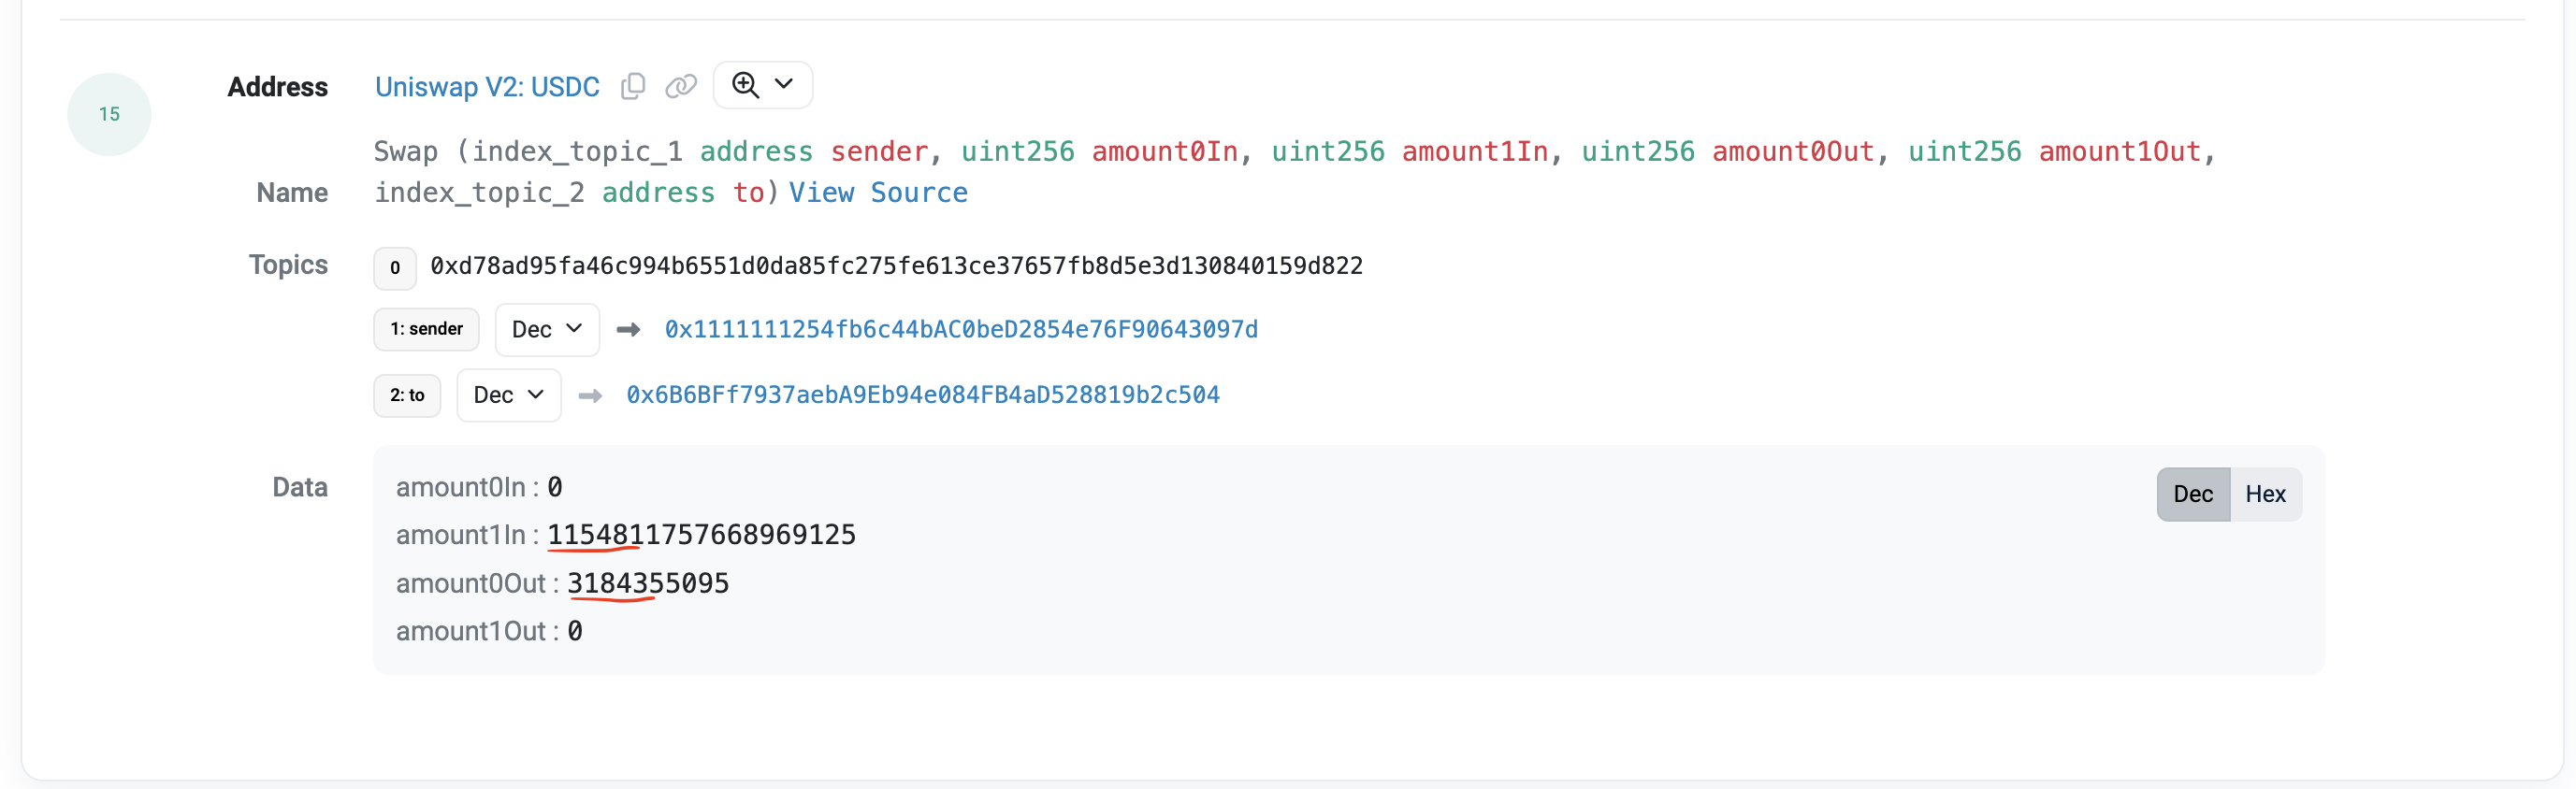 15
Address Uniswap V2: USDC
Swap (index_topic_1 address sender, uint256 amount0In, uint256 amount1In, uint256 amount0Out, uint256 amount1Out,
Name index_topic_2 address to) View Source
Topics 0 0xd78ad95fa46c994b6551d0da85fc275fe613ce37657fb8d5e3d130840159d822
1: sender Dec 0x1111111254fb6c44bAC0beD2854e76F90643097d
2: to Dec 0x6B6BFf7937aebA9Eb94e084FB4aD528819b2c504
Data amount0In : 0 Dec Hex
amount1In : 1154811757668969125
amount0Out : 3184355095
amount1Out : 0